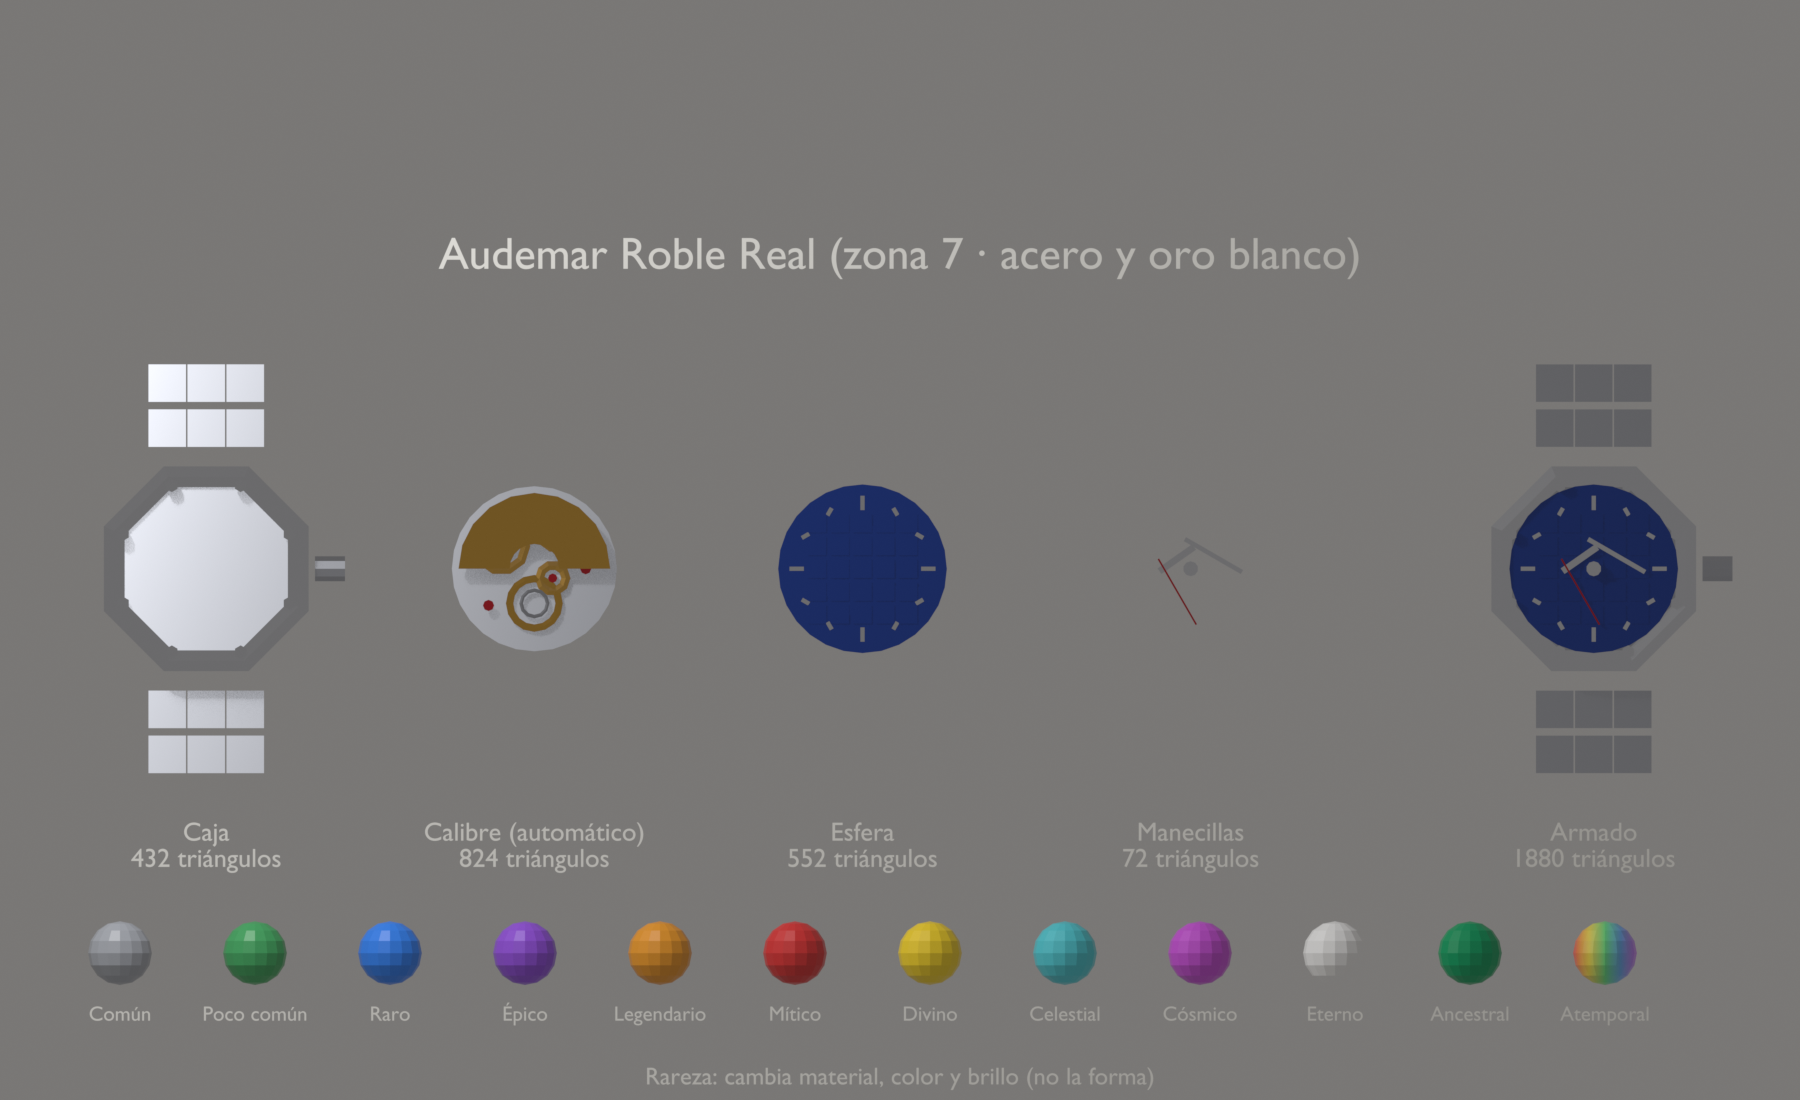 Audemar Roble Real (zona 7 · acero y oro blanco)
Caja
432 triángulos
Calibre (automático)
824 triángulos
Esfera
552 triángulos
Manecillas
72 triángulos
Armado
1880 triángulos
Común
Poco común
Raro
Épico
Legendario
Mítico
Divino
Celestial
Cósmico
Eterno
Ancestral
Atemporal
Rareza: cambia material, color y brillo (no la forma)